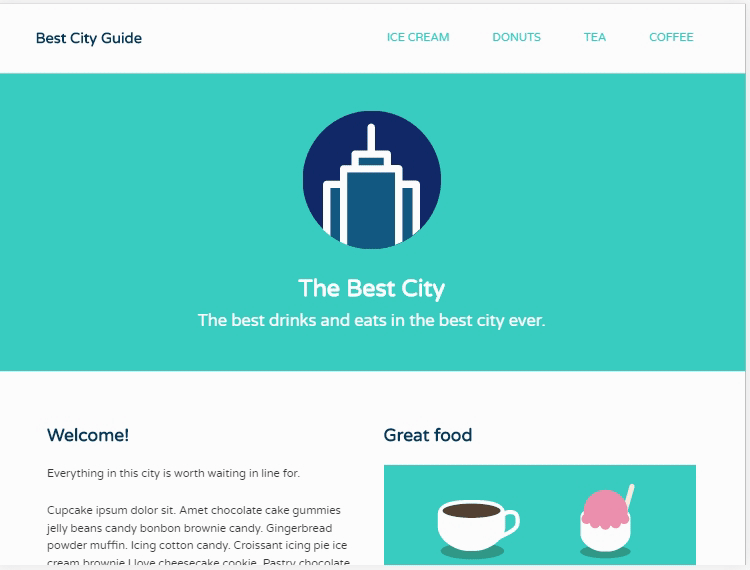 Best City Guide
ICE CREAM DONUTS TEA COFFEE
The Best City
The best drinks and eats in the best city ever.
Welcome!
Everything in this city is worth waiting in line for.
Cupcake ipsum dolor sit. Amet chocolate cake gummies
jelly beans candy bonbon brownie candy. Gingerbread
powder muffin. Icing cotton candy. Croissant icing pie ice
cream brownie I love cheesecake cookie. Pastry chocolate
Great food